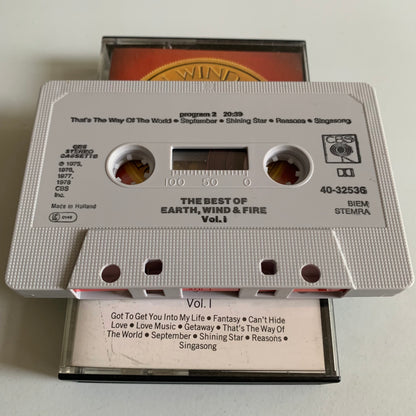 WIND
program 2 20:39
That's The Way Of The World • September • Shining Star • Reasons • Singasong
CBS
STEREO
CASSETTE
℗ 1975,
1976,
1977,
1978
CBS
Inc.
Made in Holland
CBS
40-32536
BIEM
STEMRA
100 50 0
THE BEST OF
EARTH, WIND & FIRE
Vol. I
Vol. I
Got To Get You Into My Life • Fantasy • Can't Hide
Love • Love Music • Getaway • That's The Way Of
The World • September • Shining Star • Reasons •
Singasong